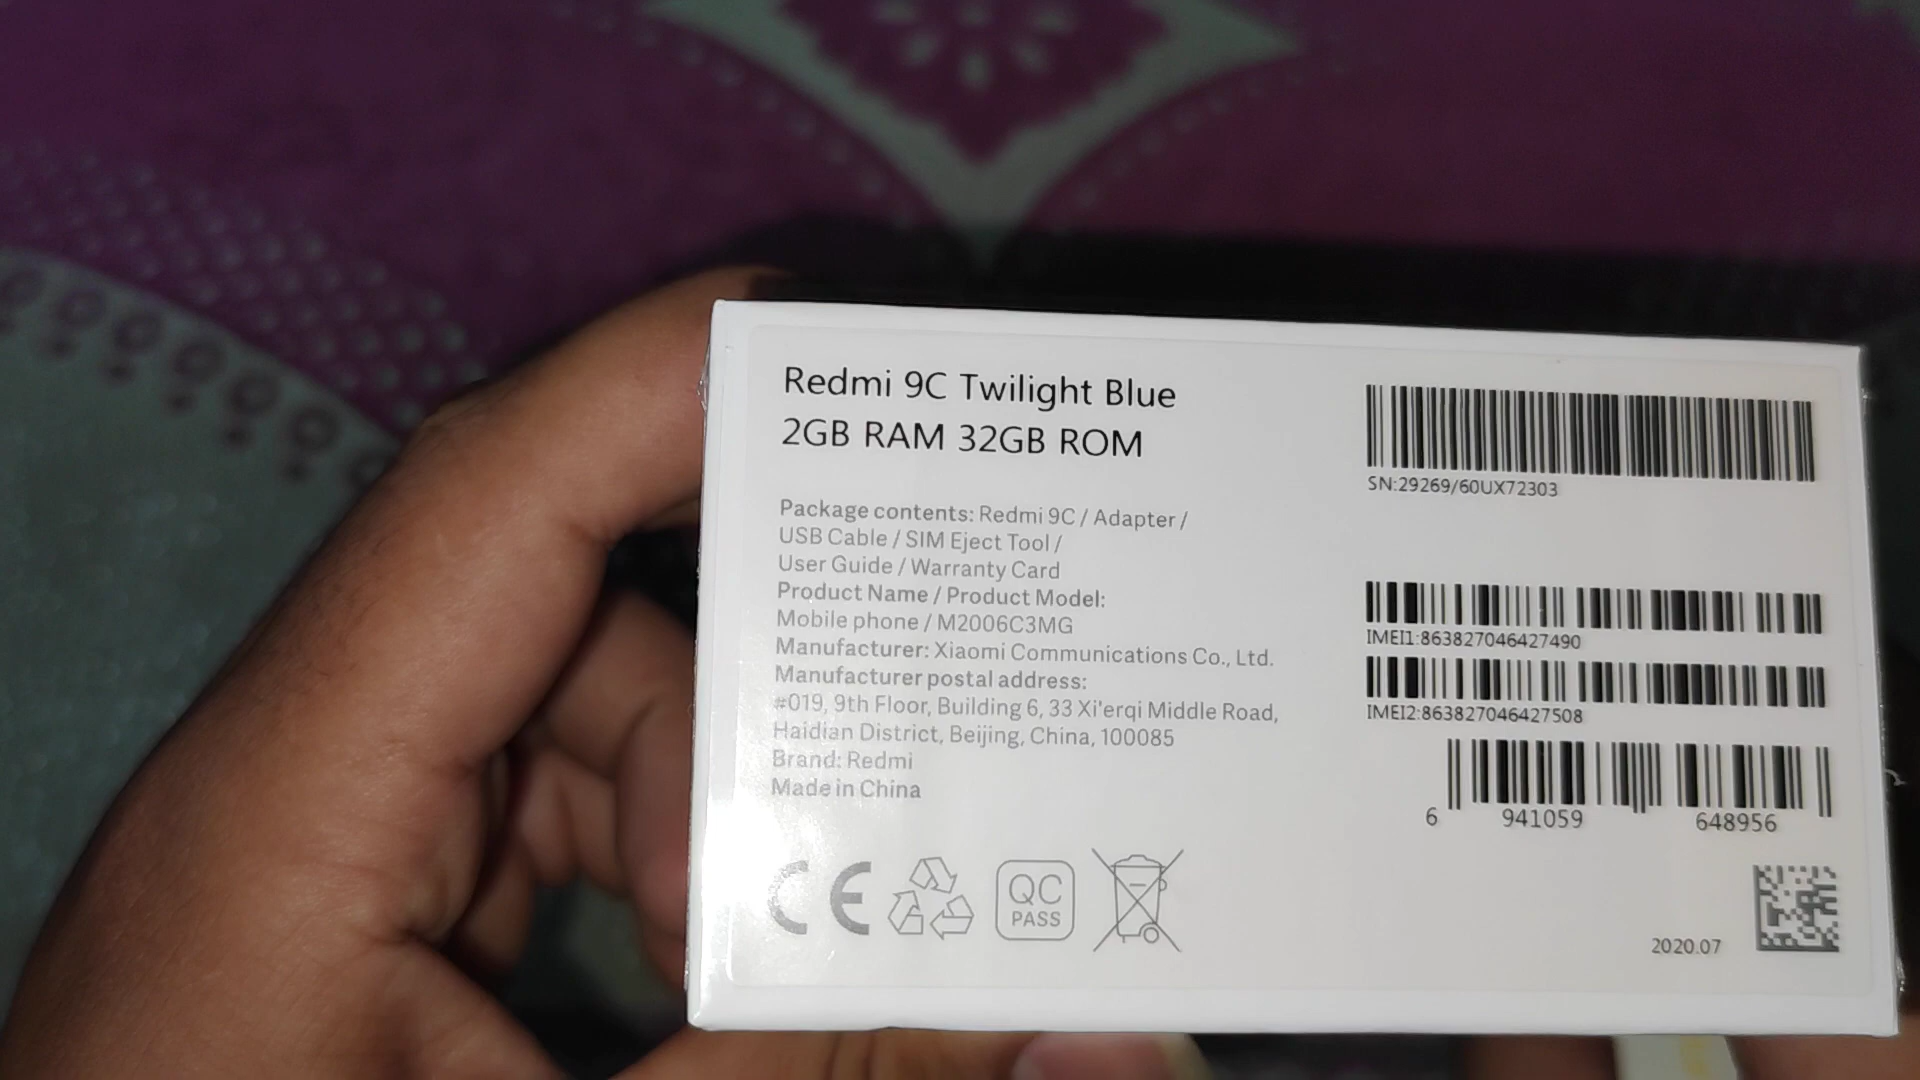 Redmi 9C Twilight Blue
2GB RAM 32GB ROM
Package contents: Redmi 9C / Adapter /
USB Cable / SIM Eject Tool /
User Guide / Warranty Card
Product Name / Product Model:
Mobile phone / M2006C3MG
Manufacturer: Xiaomi Communications Co., Ltd.
Manufacturer postal address:
#019, 9th Floor, Building 6, 33 Xi'erqi Middle Road,
Haidian District, Beijing, China, 100085
Brand: Redmi
Made in China
CE
QC
PASS
SN:29269/60UX72303
IMEI1:863827046427490
IMEI2:863827046427508
6 941059 648956
2020.07